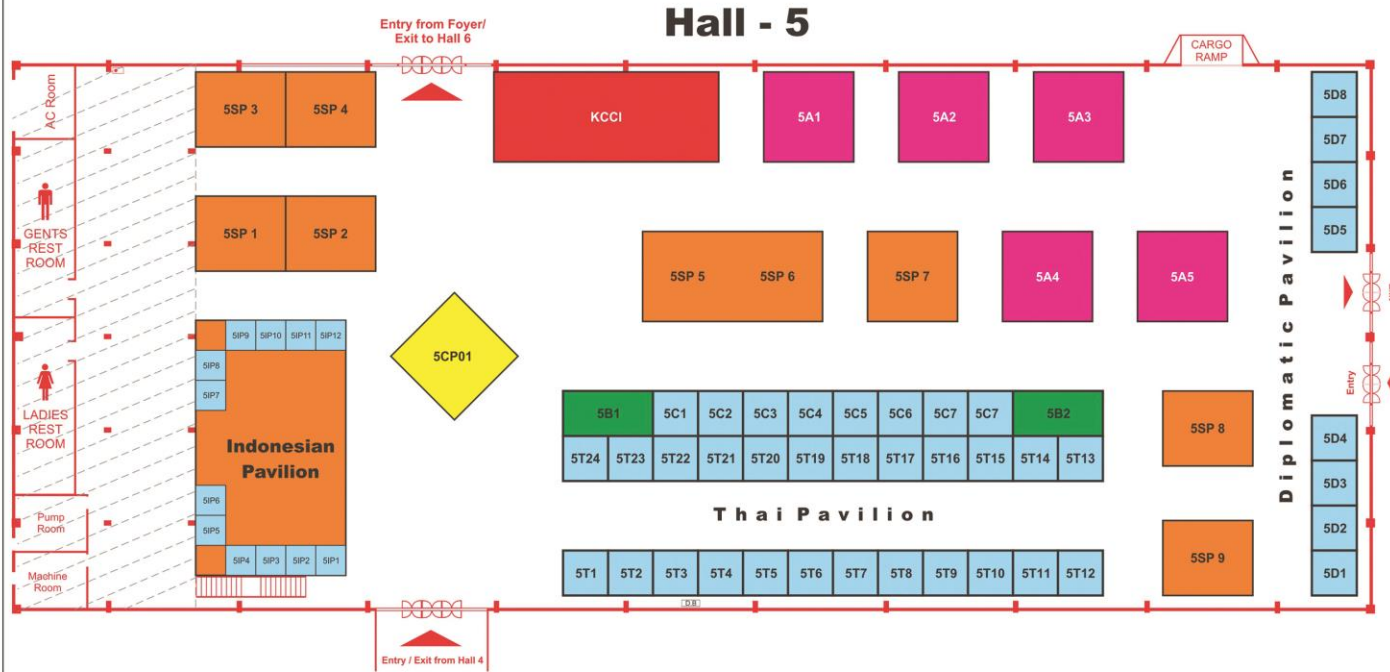 Hall - 5
Entry from Foyer/
Exit to Hall 6
CARGO
RAMP
AC Room
5SP 3
5SP 4
KCCI
5A1
5A2
5A3
5D8
5D7
5D6
5D5
GENTS
REST
ROOM
5SP 1
5SP 2
5SP 5
5SP 6
5SP 7
5A4
5A5
Diplomatic Pavilion
5IP9
5IP10
5IP11
5IP12
5IP8
5IP7
5CP01
LADIES
REST
ROOM
Indonesian
Pavilion
5B1
5C1
5C2
5C3
5C4
5C5
5C6
5C7
5C7
5B2
5SP 8
Entry
5T24
5T23
5T22
5T21
5T20
5T19
5T18
5T17
5T16
5T15
5T14
5T13
5D4
5D3
5D2
5D1
5IP6
5IP5
Thai Pavilion
Pump
Room
5IP4
5IP3
5IP2
5IP1
5SP 9
Machine
Room
5T1
5T2
5T3
5T4
5T5
5T6
5T7
5T8
5T9
5T10
5T11
5T12
D.B
Entry / Exit from Hall 4